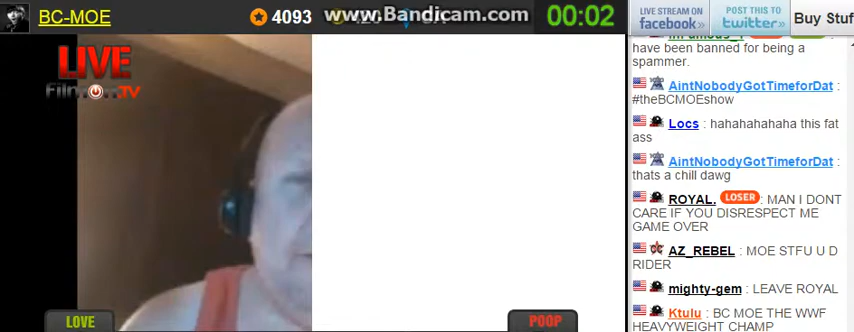 BC-MOE
4093
www.Bandicam.com
00:02
LIVE STREAM ON
facebook»
POST THIS TO
twitter»
Buy Stuf
LIVE
FilmOn.TV
LOVE
POOP
have been banned for being a
spammer.
AintNobodyGotTimeforDat :
#theBCMOEshow
Locs : hahahahahaha this fat
ass
AintNobodyGotTimeforDat :
thats a chill dawg
ROYAL. LOSER : MAN I DONT
CARE IF YOU DISRESPECT ME
GAME OVER
AZ_REBEL : MOE STFU U D
RIDER
mighty-gem : LEAVE ROYAL
Ktulu : BC MOE THE WWF
HEAVYWEIGHT CHAMP